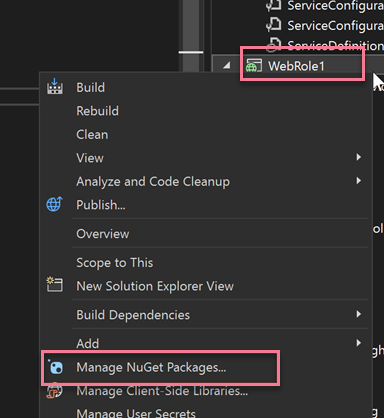 ServiceConfigura
ServiceConfigura
ServiceDefinition
WebRole1
Build
Rebuild
Clean
View
Analyze and Code Cleanup
Publish...
Overview
Scope to This
New Solution Explorer View
Build Dependencies
Add
Manage NuGet Packages...
Manage Client-Side Libraries...
Manage User Secrets